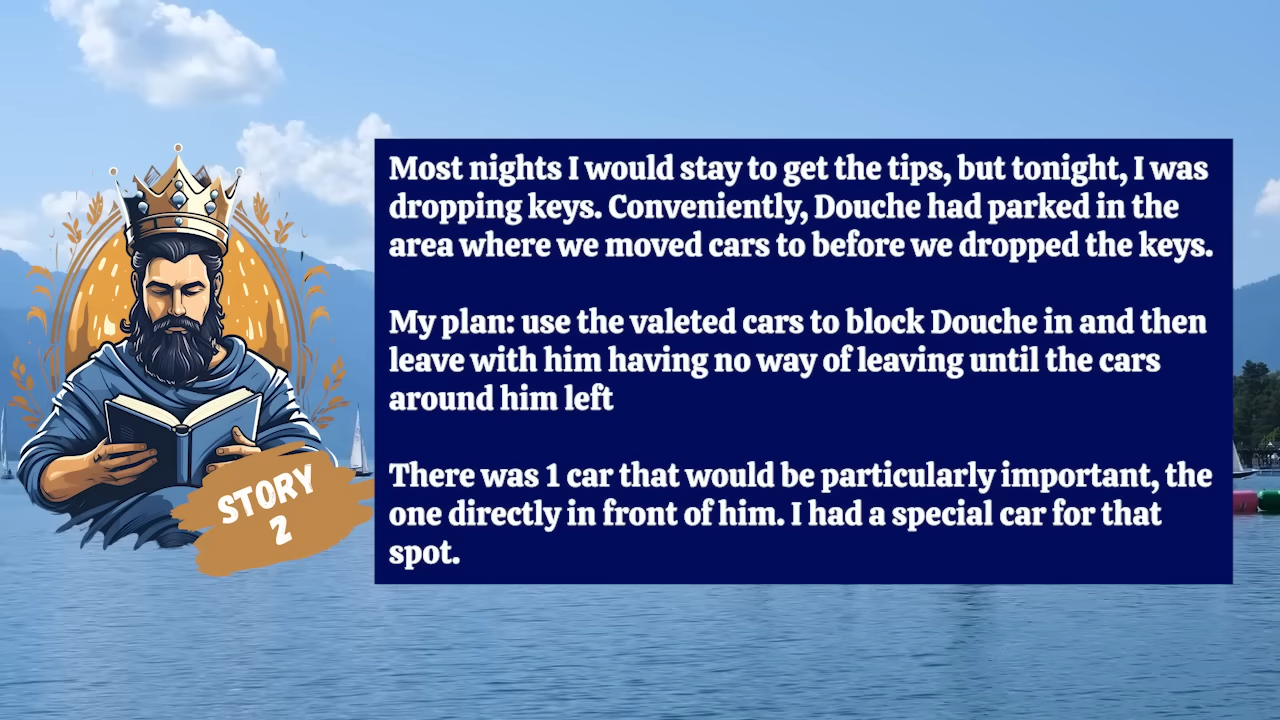 Most nights I would stay to get the tips, but tonight, I was
dropping keys. Conveniently, Douche had parked in the
area where we moved cars to before we dropped the keys.
My plan: use the valeted cars to block Douche in and then
leave with him having no way of leaving until the cars
around him left
There was 1 car that would be particularly important, the
one directly in front of him. I had a special car for that
spot.
STORY
2